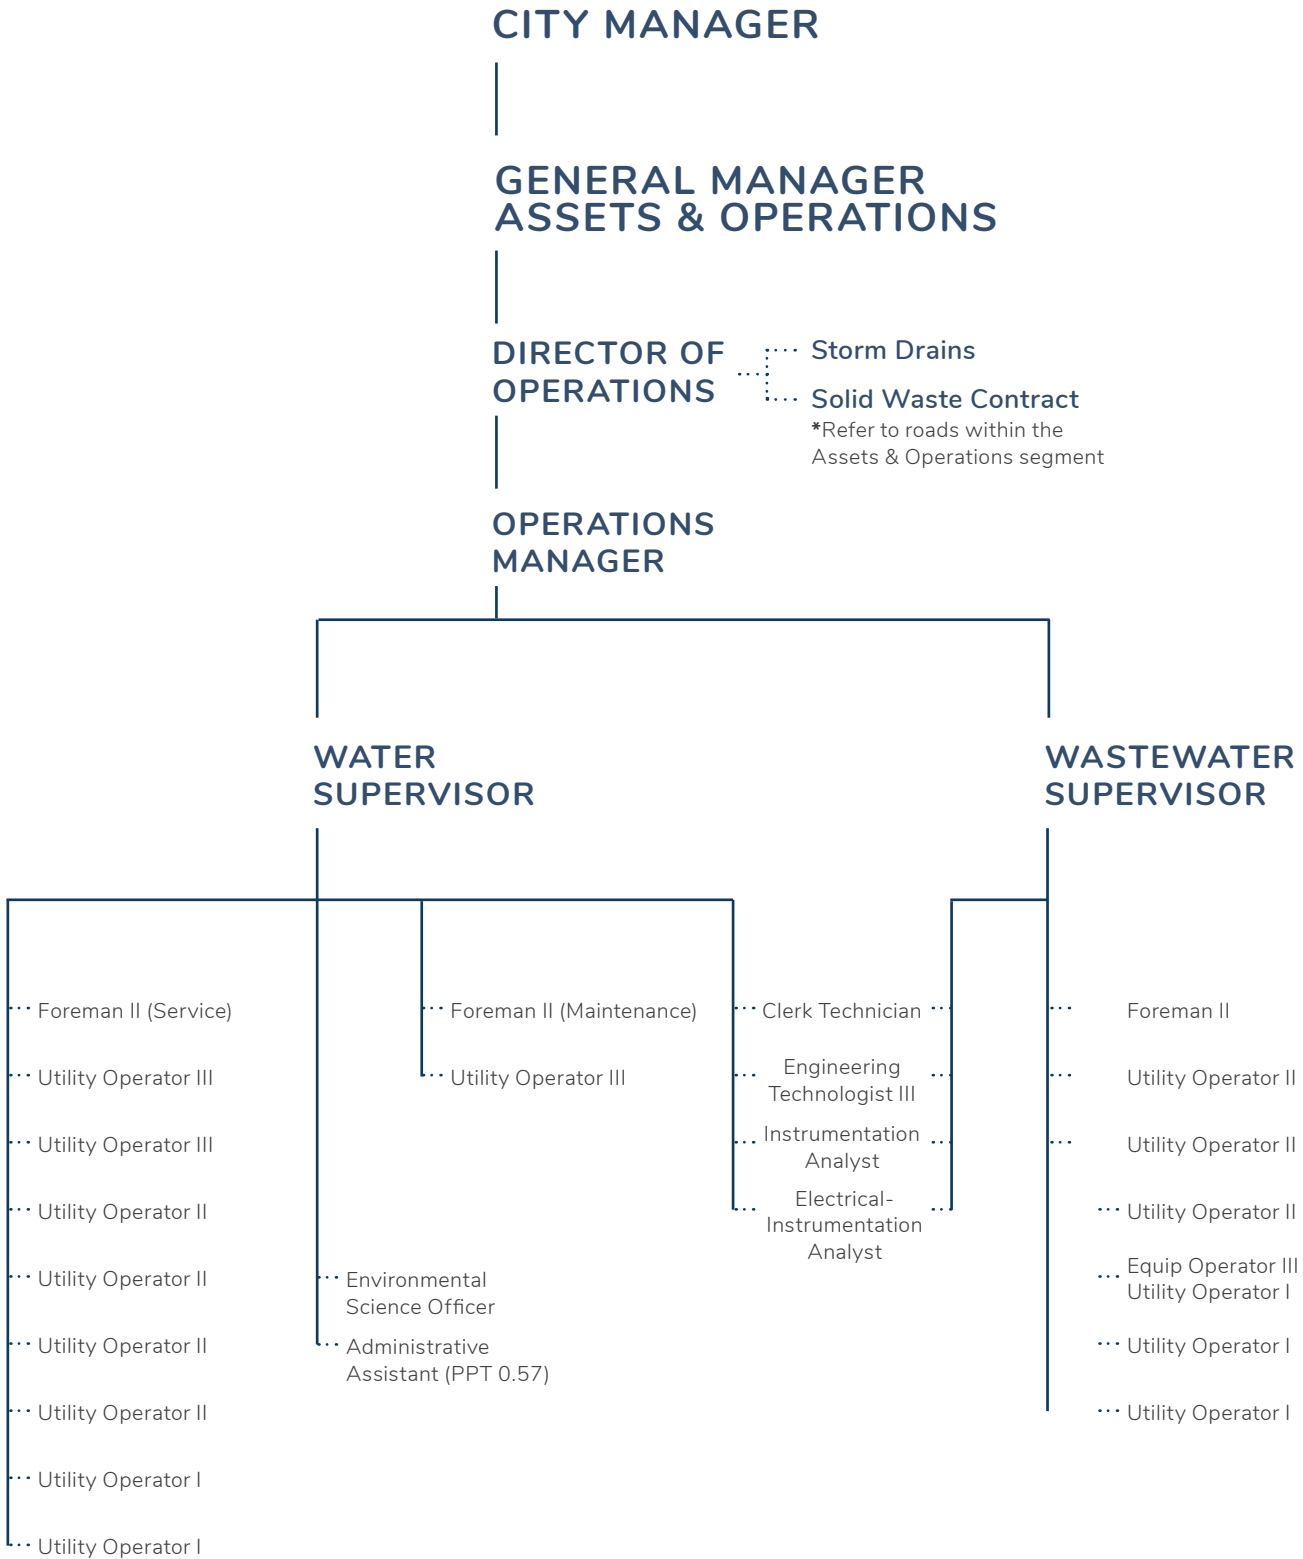 CITY MANAGER
GENERAL MANAGER
ASSETS & OPERATIONS
DIRECTOR OF
OPERATIONS
Storm Drains
Solid Waste Contract
*Refer to roads within the
Assets & Operations segment
OPERATIONS
MANAGER
WATER
SUPERVISOR
Foreman II (Service)
Utility Operator III
Utility Operator III
Utility Operator II
Utility Operator II
Utility Operator II
Utility Operator II
Utility Operator I
Utility Operator I
Environmental
Science Officer
Administrative
Assistant (PPT 0.57)
Foreman II (Maintenance)
Utility Operator III
Clerk Technician
Engineering
Technologist III
Instrumentation
Analyst
Electrical-
Instrumentation
Analyst
WASTEWATER
SUPERVISOR
Foreman II
Utility Operator II
Utility Operator II
Utility Operator II
Equip Operator III
Utility Operator I
Utility Operator I
Utility Operator I